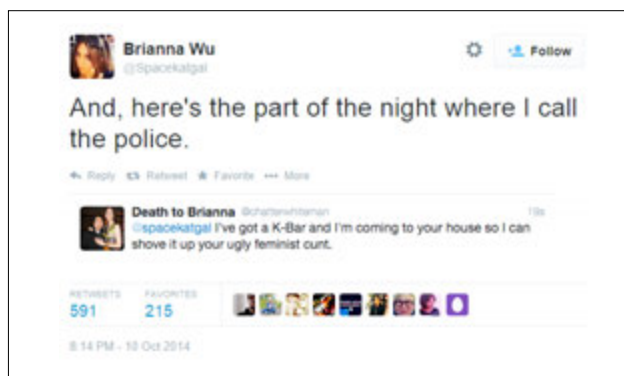 Brianna Wu
Follow
@Spacekatgal
And, here's the part of the night where I call
the police.
Reply Retweet Favorite More
Death to Brianna @chatterwhiteman 19s
@spacekatgal I've got a K-Bar and I'm coming to your house so I can
shove it up your ugly feminist cunt.
RETWEETS FAVORITES
591 215
8:14 PM - 10 Oct 2014